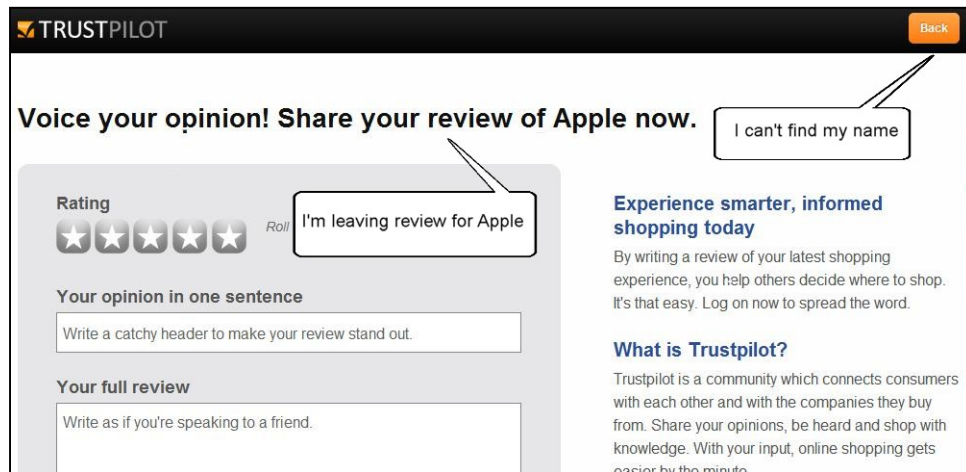 TRUSTPILOT
Back
Voice your opinion! Share your review of Apple now.
I can't find my name
Rating
Roll
I'm leaving review for Apple
Your opinion in one sentence
Write a catchy header to make your review stand out.
Your full review
Write as if you're speaking to a friend.
Experience smarter, informed
shopping today
By writing a review of your latest shopping
experience, you help others decide where to shop.
It's that easy. Log on now to spread the word.
What is Trustpilot?
Trustpilot is a community which connects consumers
with each other and with the companies they buy
from. Share your opinions, be heard and shop with
knowledge. With your input, online shopping gets
easier by the minute